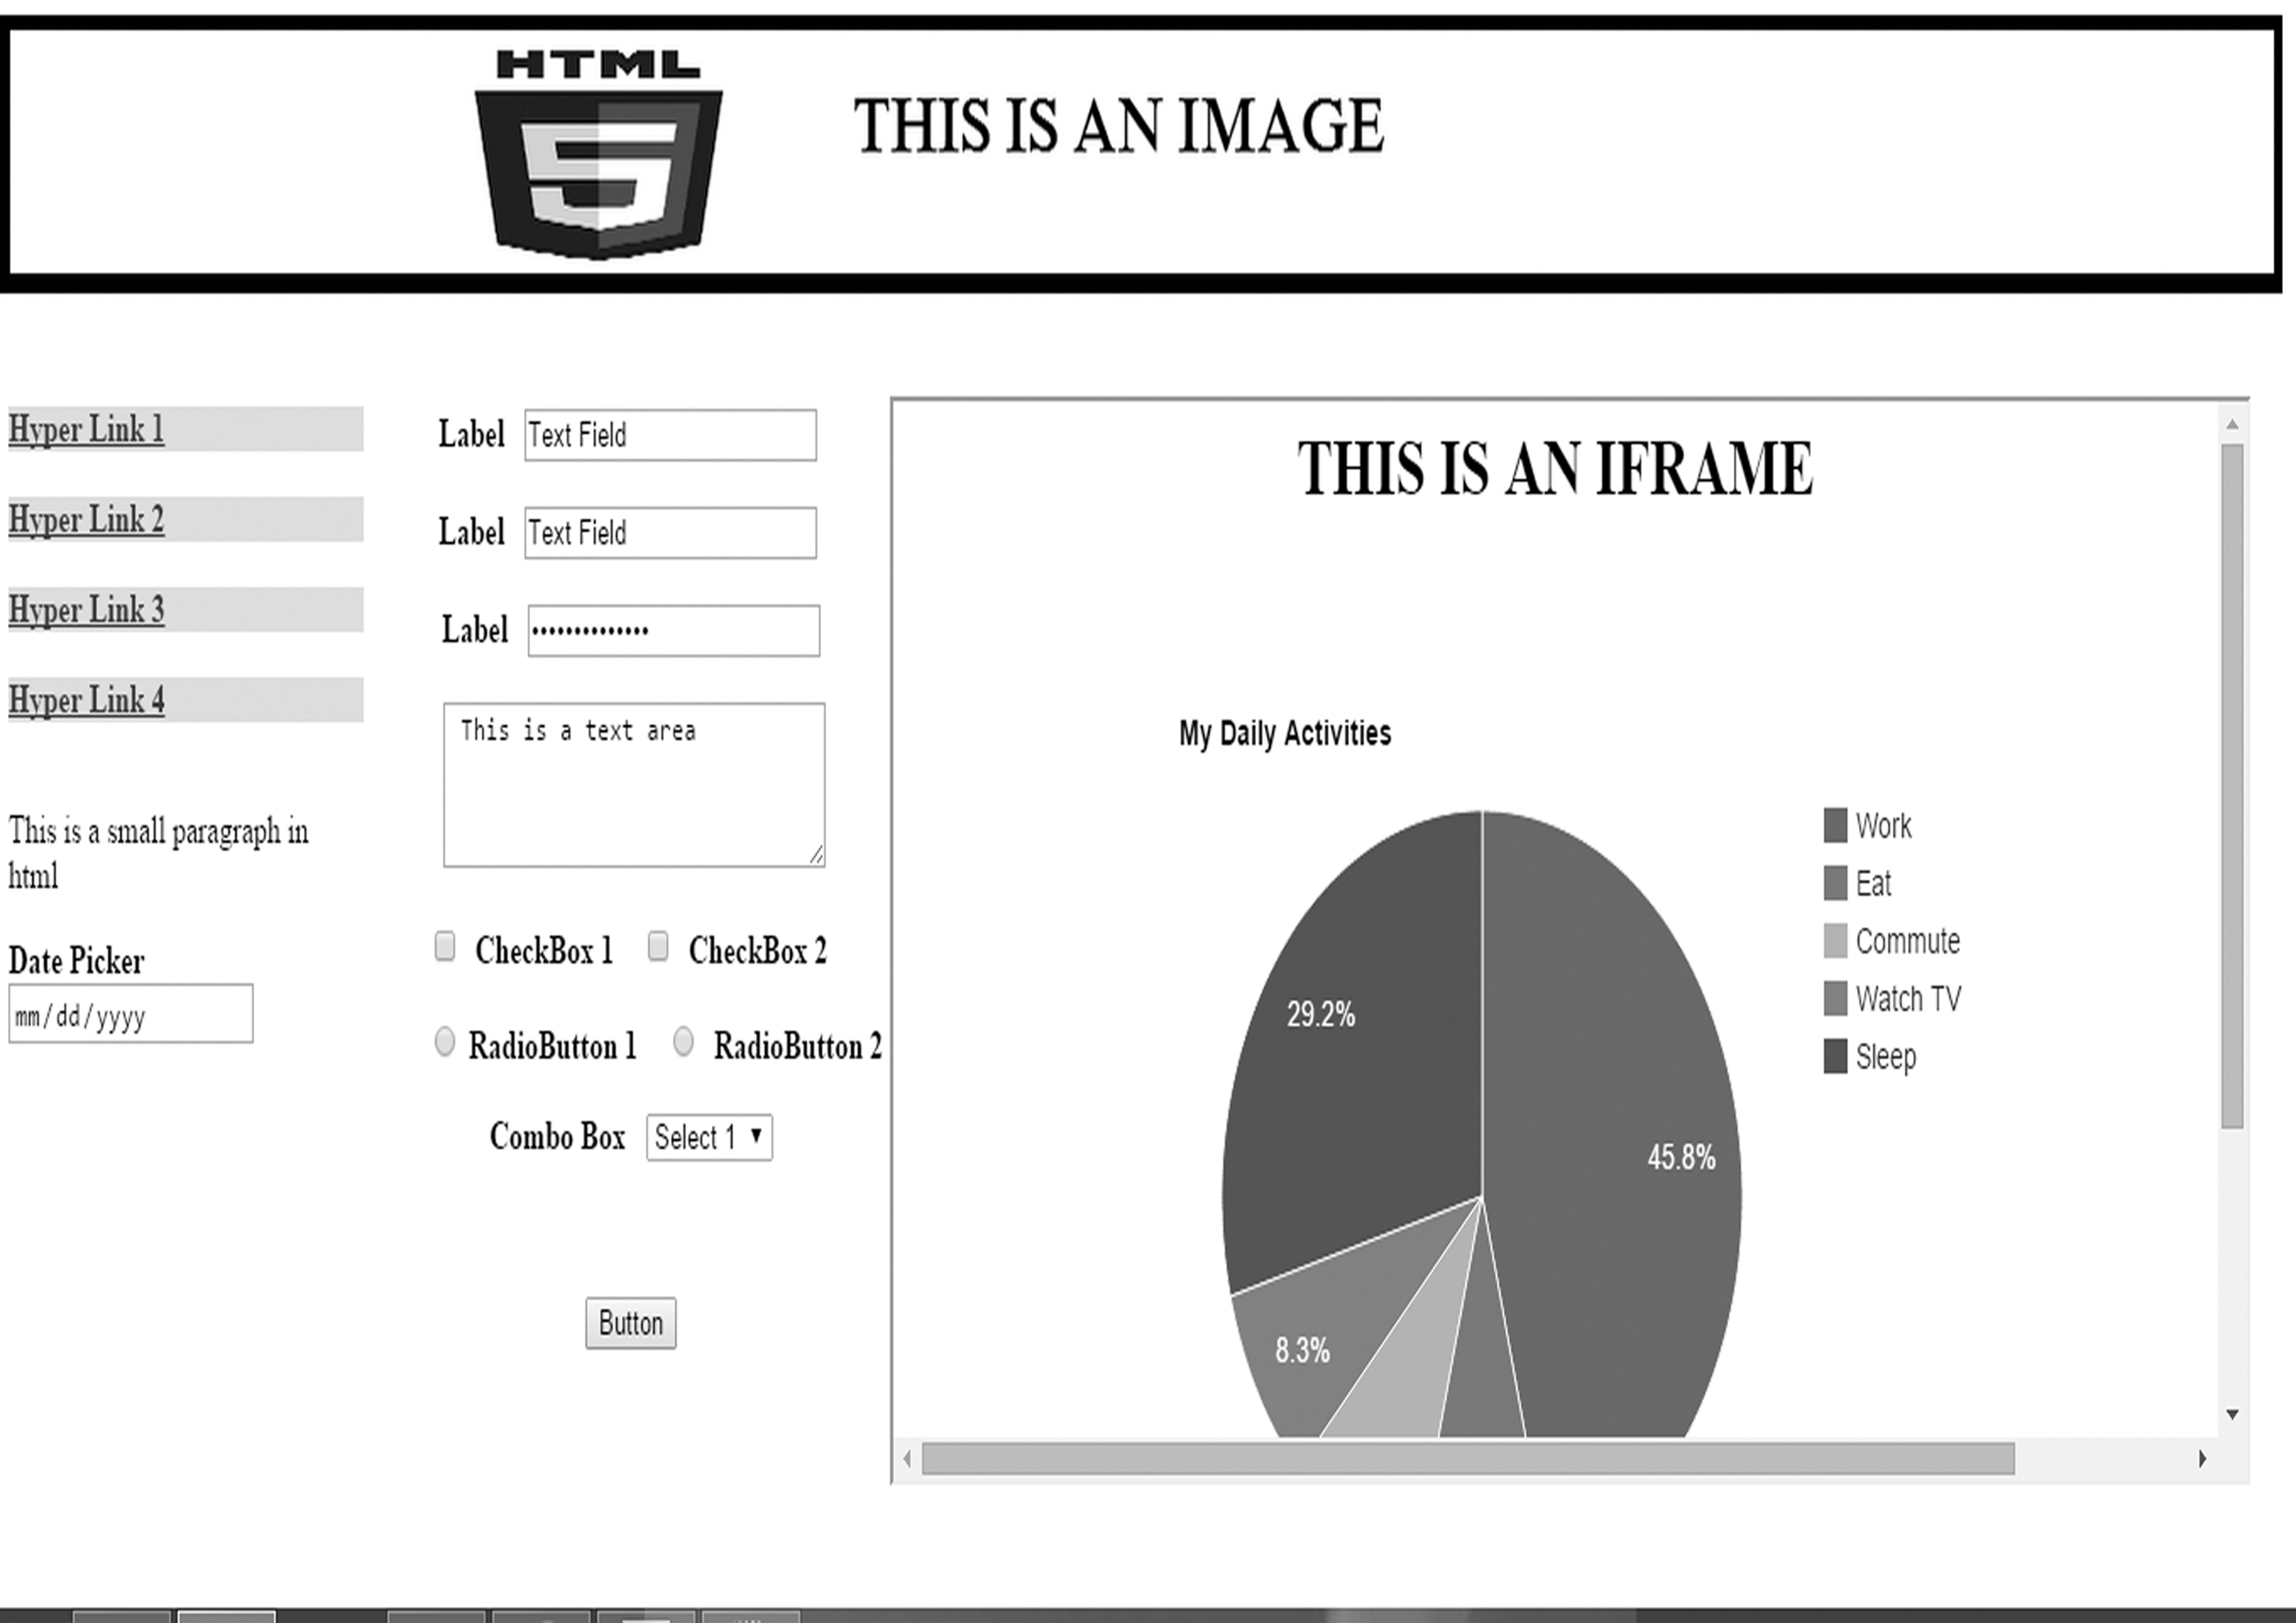 HTML
5
THIS IS AN IMAGE
Hyper Link 1
Hyper Link 2
Hyper Link 3
Hyper Link 4
This is a small paragraph in
html
Date Picker
mm/dd/yyyy
Label Text Field
Label Text Field
Label ••••••••••••••
This is a text area
CheckBox 1 CheckBox 2
RadioButton 1 RadioButton 2
Combo Box Select 1
Button
THIS IS AN IFRAME
My Daily Activities
29.2%
45.8%
8.3%
Work
Eat
Commute
Watch TV
Sleep